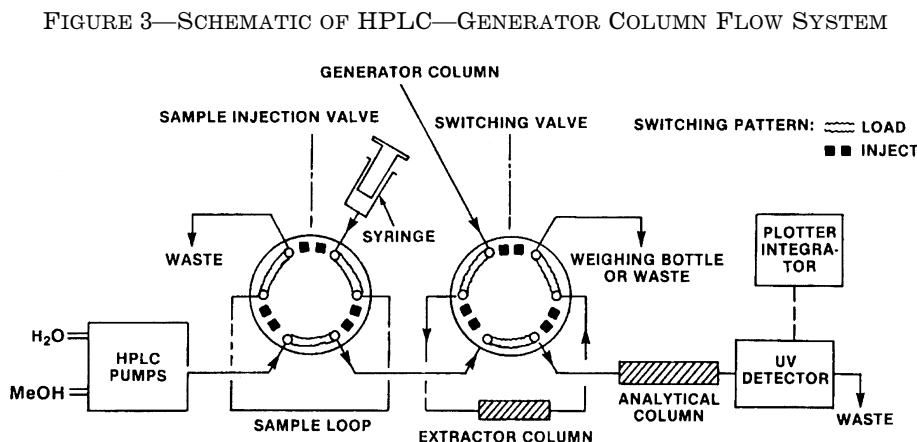 FIGURE 3—SCHEMATIC OF HPLC—GENERATOR COLUMN FLOW SYSTEM
GENERATOR COLUMN
SAMPLE INJECTION VALVE
SWITCHING VALVE
SWITCHING PATTERN: LOAD
INJECT
SYRINGE
WASTE
WEIGHING BOTTLE
OR WASTE
PLOTTER
INTEGRA-
TOR
H₂O
MeOH
HPLC
PUMPS
SAMPLE LOOP
EXTRACTOR COLUMN
ANALYTICAL
COLUMN
UV
DETECTOR
WASTE